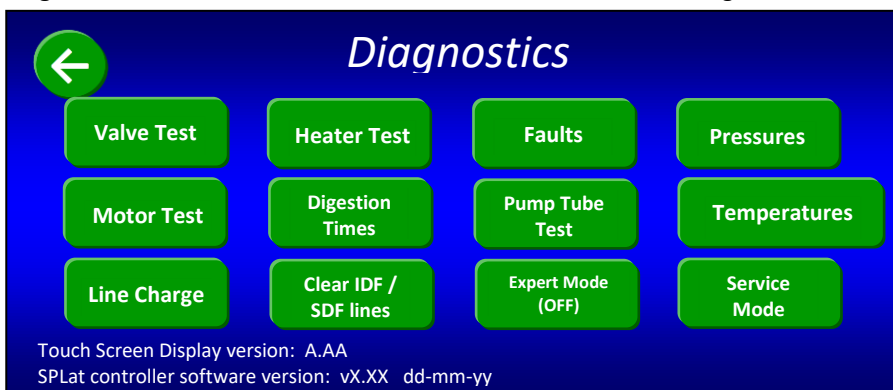 Diagnostics
Valve Test
Heater Test
Faults
Pressures
Motor Test
Digestion
Times
Pump Tube
Test
Temperatures
Line Charge
Clear IDF /
SDF lines
Expert Mode
(OFF)
Service
Mode
Touch Screen Display version: A.AA
SPLat controller software version: vX.XX dd-mm-yy